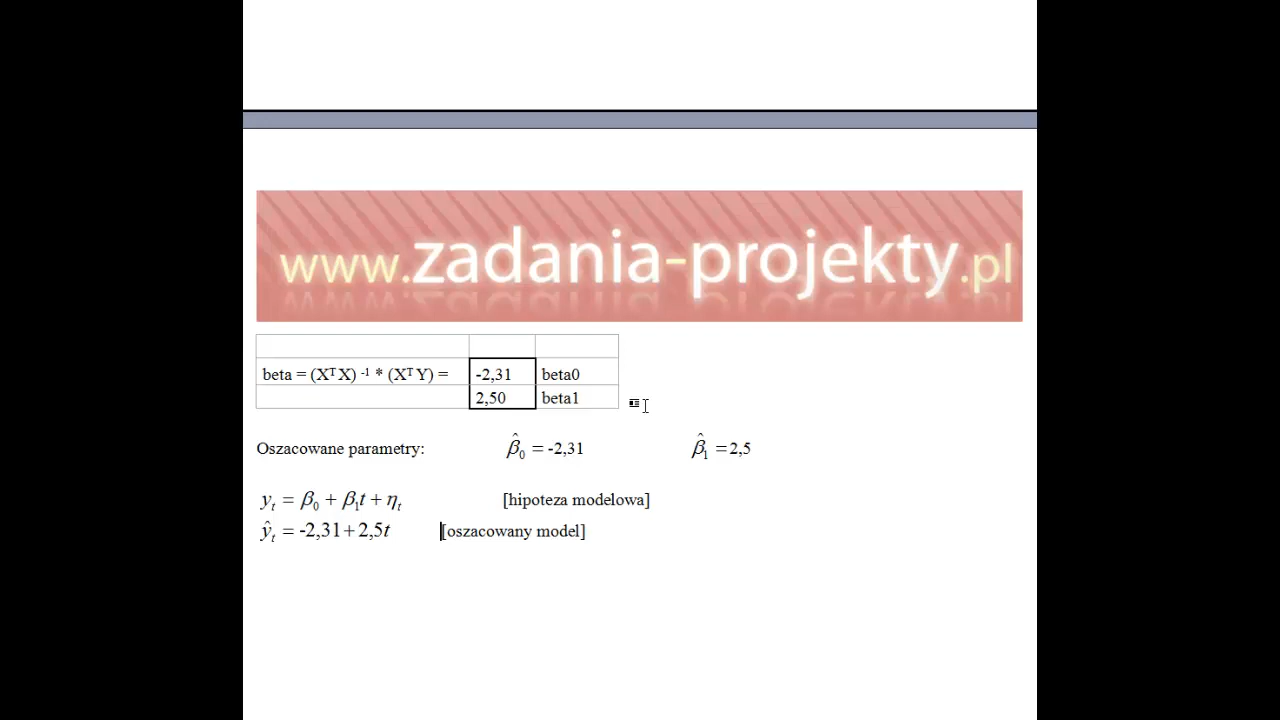 www.zadania-projekty.pl
beta = (XᵀX) ⁻¹ * (XᵀY) = -2,31 beta0
2,50 beta1
Oszacowane parametry: β̂₀ = -2,31 β̂₁ = 2,5
yₜ = β₀ + β₁t + ηₜ [hipoteza modelowa]
ŷₜ = -2,31 + 2,5t [oszacowany model]